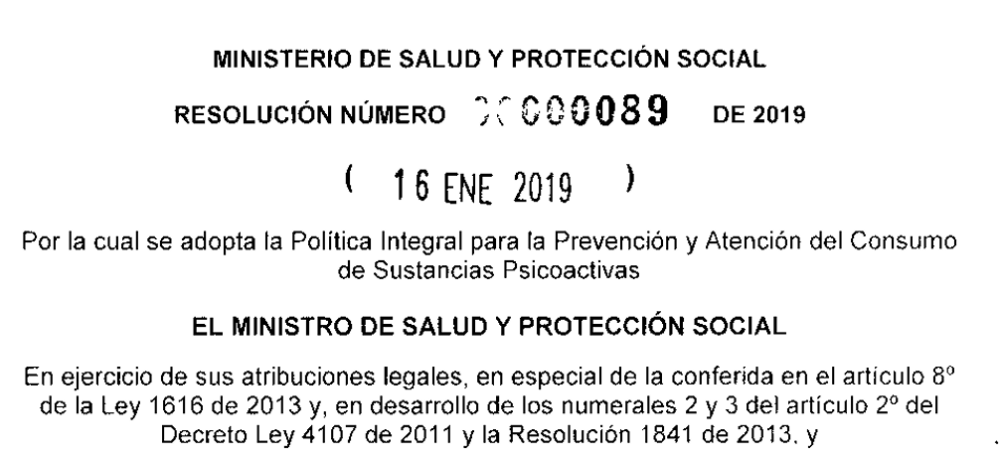 MINISTERIO DE SALUD Y PROTECCIÓN SOCIAL
RESOLUCIÓN NÚMERO 00000089 DE 2019
( 16 ENE 2019 )
Por la cual se adopta la Política Integral para la Prevención y Atención del Consumo
de Sustancias Psicoactivas
EL MINISTRO DE SALUD Y PROTECCIÓN SOCIAL
En ejercicio de sus atribuciones legales, en especial de la conferida en el artículo 8º
de la Ley 1616 de 2013 y, en desarrollo de los numerales 2 y 3 del artículo 2º del
Decreto Ley 4107 de 2011 y la Resolución 1841 de 2013, y